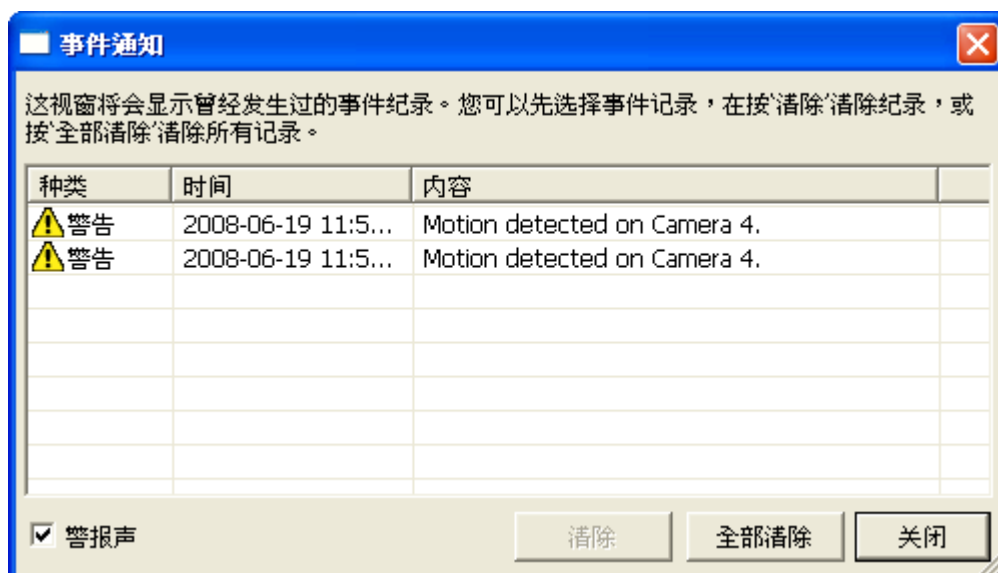 事件通知
这视窗将会显示曾经发生过的事件纪录。您可以先选择事件记录，在按‘清除’清除纪录，或
按‘全部清除’清除所有记录。
种类 时间 内容
警告 2008-06-19 11:5... Motion detected on Camera 4.
警告 2008-06-19 11:5... Motion detected on Camera 4.
警报声 清除 全部清除 关闭